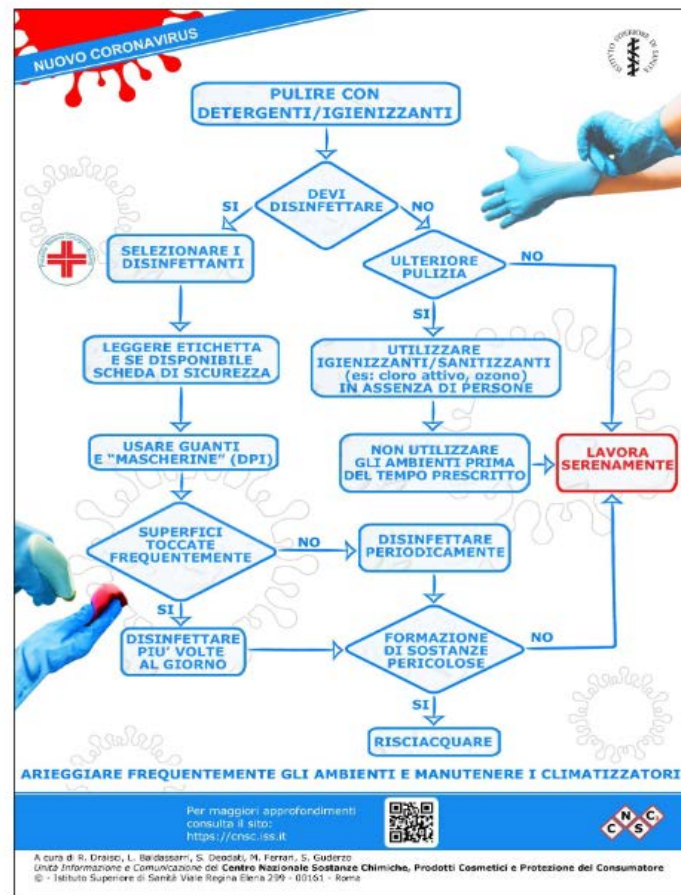 NUOVO CORONAVIRUS
ISTITUTO SUPERIORE DI SANITÀ
PULIRE CON
DETERGENTI/IGIENIZZANTI
DEVI
DISINFETTARE
SI
NO
SELEZIONARE I
DISINFETTANTI
ULTERIORE
PULIZIA
NO
SI
LEGGERE ETICHETTA
E SE DISPONIBILE
SCHEDA DI SICUREZZA
UTILIZZARE
IGIENIZZANTI/SANITIZZANTI
(es: cloro attivo, ozono)
IN ASSENZA DI PERSONE
USARE GUANTI
E “MASCHERINE” (DPI)
NON UTILIZZARE
GLI AMBIENTI PRIMA
DEL TEMPO PRESCRITTO
LAVORA
SERENAMENTE
SUPERFICI
TOCCATE
FREQUENTEMENTE
NO
DISINFETTARE
PERIODICAMENTE
SI
DISINFETTARE
PIU’ VOLTE
AL GIORNO
FORMAZIONE
DI SOSTANZE
PERICOLOSE
NO
SI
RISCIACQUARE
ARIEGGIARE FREQUENTEMENTE GLI AMBIENTI E MANUTENERE I CLIMATIZZATORI
Per maggiori approfondimenti
consulta il sito:
https://cnsc.iss.it
C N S C
A cura di R. Draisci, L. Baldassarri, S. Deodati, M. Ferrari, S. Guderzo
Unità Informazione e Comunicazione del Centro Nazionale Sostanze Chimiche, Prodotti Cosmetici e Protezione del Consumatore
© - Istituto Superiore di Sanità Viale Regina Elena 299 - 00161 - Roma